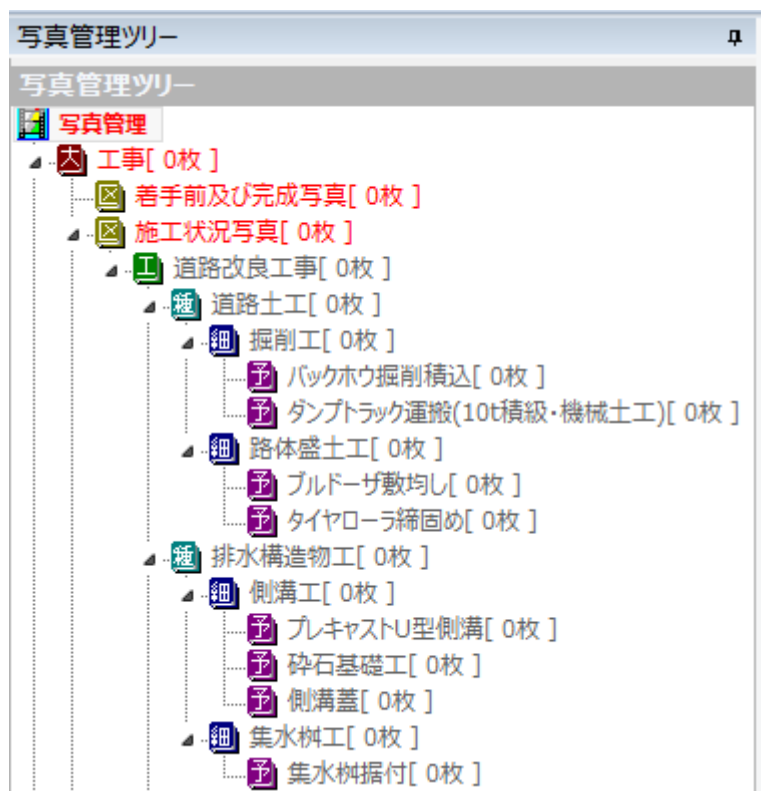 写真管理ツリー
写真管理ツリー
写真管理
大 工事[ 0枚 ]
着手前及び完成写真[ 0枚 ]
施工状況写真[ 0枚 ]
工 道路改良工事[ 0枚 ]
種 道路土工[ 0枚 ]
細 掘削工[ 0枚 ]
予 バックホウ掘削積込[ 0枚 ]
予 ダンプトラック運搬(10t積級・機械土工)[ 0枚 ]
細 路体盛土工[ 0枚 ]
予 ブルドーザ敷均し[ 0枚 ]
予 タイヤローラ締固め[ 0枚 ]
種 排水構造物工[ 0枚 ]
細 側溝工[ 0枚 ]
予 プレキャストU型側溝[ 0枚 ]
予 砕石基礎工[ 0枚 ]
予 側溝蓋[ 0枚 ]
細 集水桝工[ 0枚 ]
予 集水桝据付[ 0枚 ]